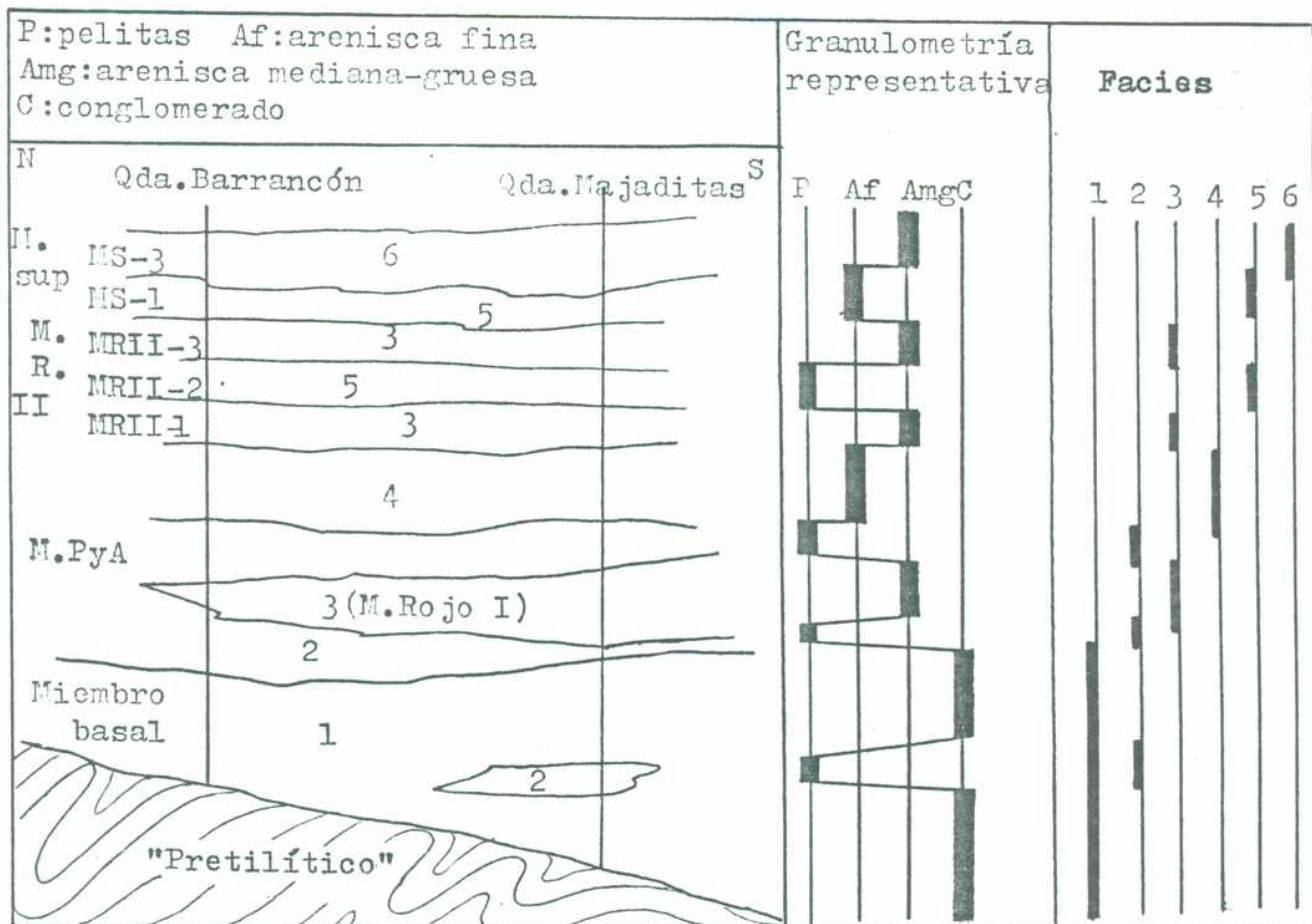 P:pelitas Af:arenisca fina
Amg:arenisca mediana-gruesa
C:conglomerado
Granulometría
representativa
Facies
N
Qda.Barrancón
Qda.Majaditas
S
P Af AmgC
1 2 3 4 5 6
M.
sup
MS-3
6
MS-1
5
M.
R.
II
MRII-3
3
MRII-2
5
MRII-1
3
4
M.PyA
3(M.Rojo I)
2
Miembro
basal
1
2
"Pretilítico"